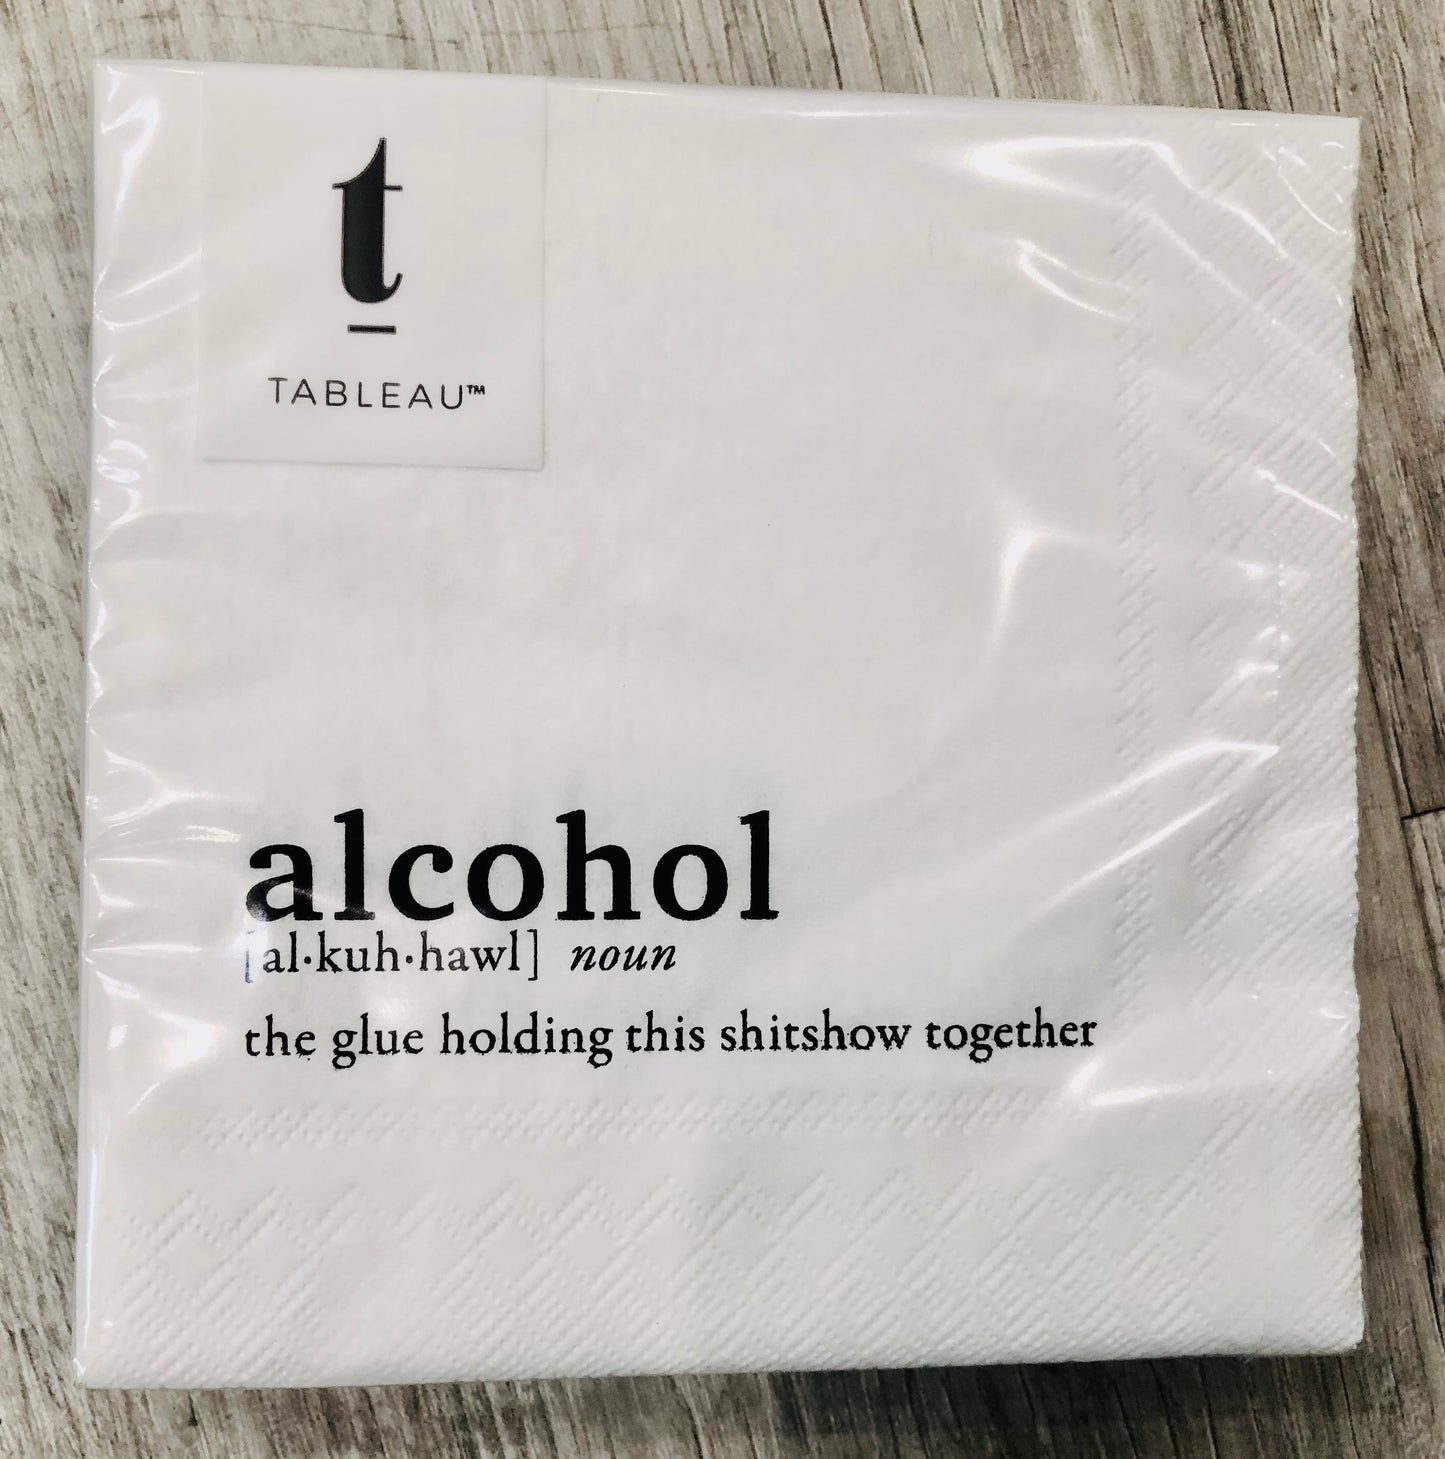 t
TABLEAU™
alcohol
[al·kuh·hawl] noun
the glue holding this shitshow together